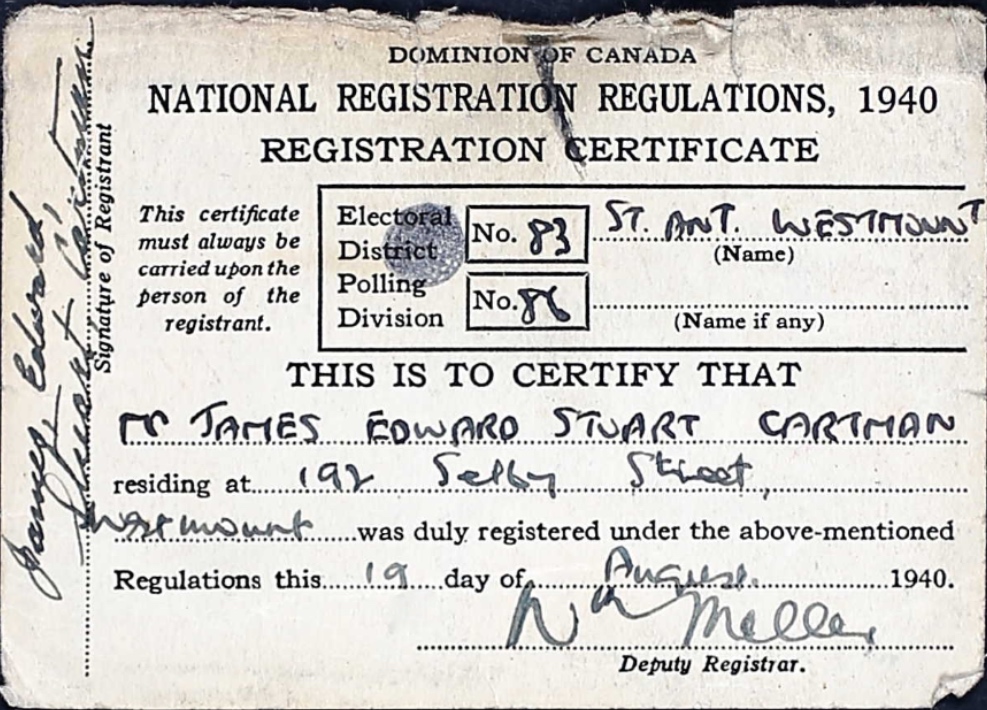 DOMINION OF CANADA
NATIONAL REGISTRATION REGULATIONS, 1940
REGISTRATION CERTIFICATE
This certificate
must always be
carried upon the
person of the
registrant.
Electoral
District
No. 83
ST. ANT. WESTMOUNT
(Name)
Polling
Division
No. 86
(Name if any)
THIS IS TO CERTIFY THAT
Mr JAMES EDWARD STUART CARTMAN
residing at 192 Selby Street,
Westmount was duly registered under the above-mentioned
Regulations this 19 day of August 1940.
Miller
Deputy Registrar.
James Edward,
Stuart Cartman
Signature of Registrant